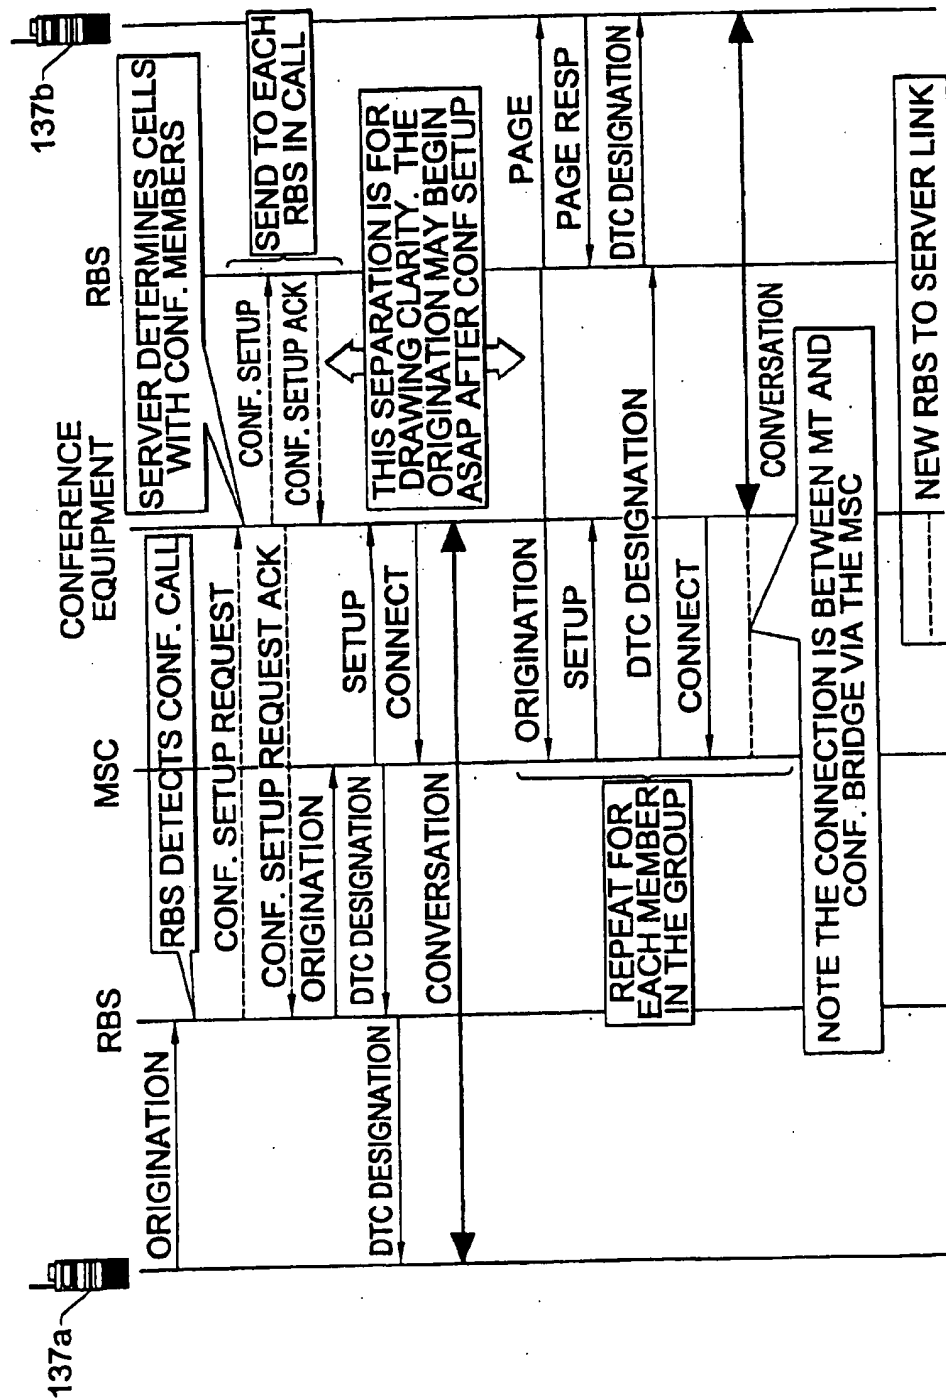 137a
137b
RBS
MSC
CONFERENCE
EQUIPMENT
RBS
ORIGINATION
RBS DETECTS CONF. CALL
SERVER DETERMINES CELLS
WITH CONF. MEMBERS
CONF. SETUP REQUEST
CONF. SETUP
SEND TO EACH
RBS IN CALL
CONF. SETUP REQUEST ACK
CONF. SETUP ACK
ORIGINATION
SETUP
DTC DESIGNATION
DTC DESIGNATION
CONNECT
THIS SEPARATION IS FOR
DRAWING CLARITY. THE
ORIGINATION MAY BEGIN
ASAP AFTER CONF SETUP
CONVERSATION
ORIGINATION
PAGE
SETUP
PAGE RESP
DTC DESIGNATION
DTC DESIGNATION
CONNECT
REPEAT FOR
EACH MEMBER
IN THE GROUP
CONVERSATION
NOTE THE CONNECTION IS BETWEEN MT AND
CONF. BRIDGE VIA THE MSC
NEW RBS TO SERVER LINK